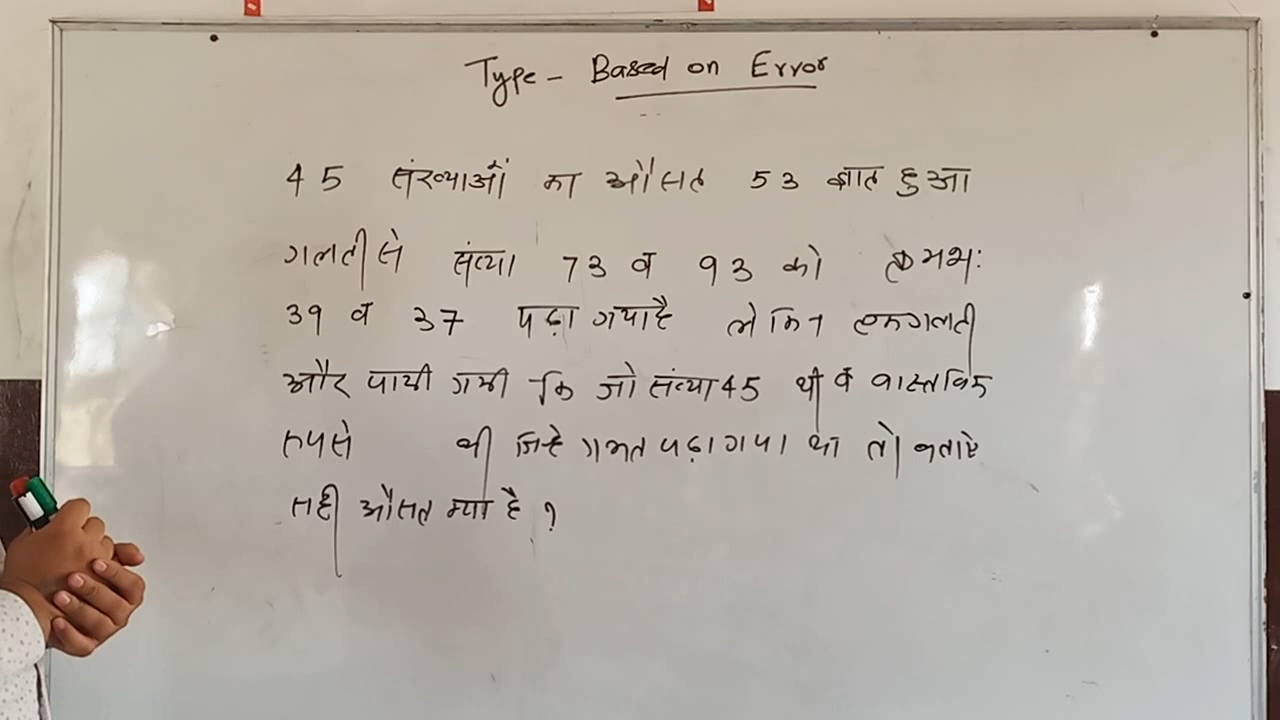 Type - Based on Error
45 संख्याओं का औसत 53 ज्ञात हुआ
गलती से संख्या 73 व 93 को क्रमशः
39 व 37 पढ़ा गया है लेकिन एक गलती
और पायी गयी कि जो संख्या 45 थी व वास्तविक
रुप से थी जिन्हे गलत पढ़ा गया था तो बताऐ
सही औसत क्या है ?